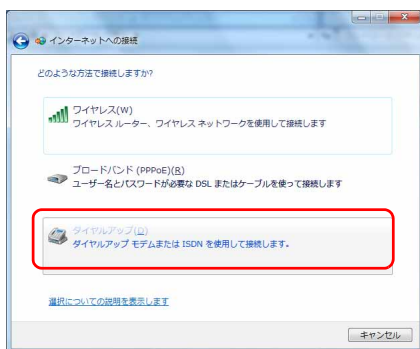 インターネットへの接続
どのような方法で接続しますか?
ワイヤレス(W)
ワイヤレス ルーター、ワイヤレス ネットワークを使用して接続します
ブロードバンド (PPPoE)(R)
ユーザー名とパスワードが必要な DSL またはケーブルを使って接続します
ダイヤルアップ(D)
ダイヤルアップ モデムまたは ISDN を使用して接続します。
選択についての説明を表示します
キャンセル